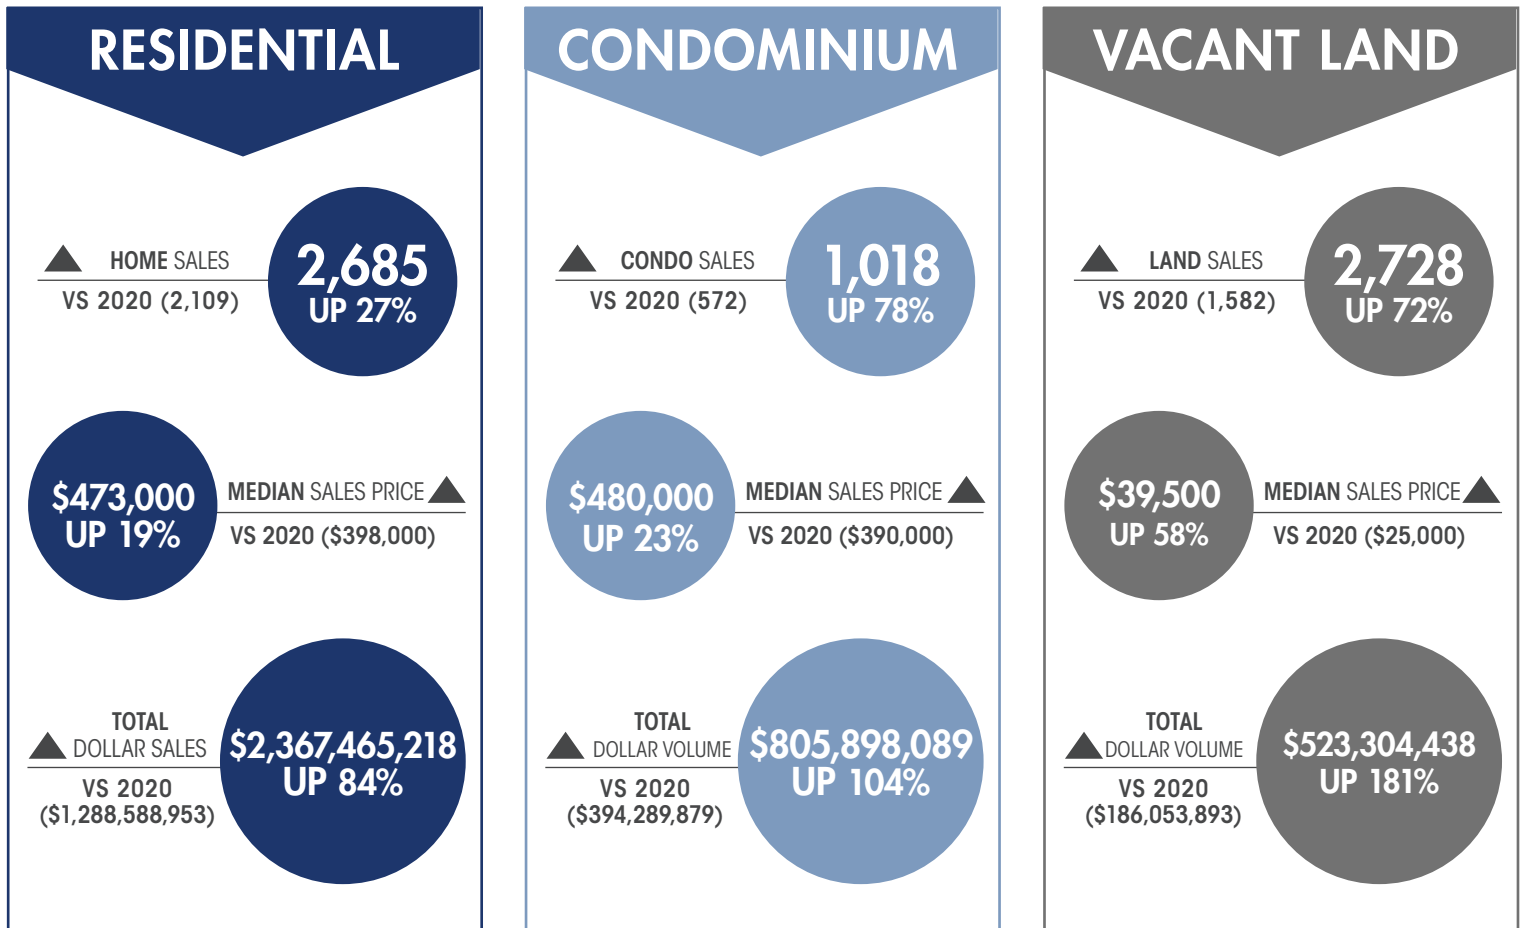 RESIDENTIAL
HOME SALES
VS 2020 (2,109)
2,685
UP 27%
$473,000
UP 19%
MEDIAN SALES PRICE
VS 2020 ($398,000)
TOTAL
DOLLAR SALES
VS 2020
($1,288,588,953)
$2,367,465,218
UP 84%
CONDOMINIUM
CONDO SALES
VS 2020 (572)
1,018
UP 78%
$480,000
UP 23%
MEDIAN SALES PRICE
VS 2020 ($390,000)
TOTAL
DOLLAR VOLUME
VS 2020
($394,289,879)
$805,898,089
UP 104%
VACANT LAND
LAND SALES
VS 2020 (1,582)
2,728
UP 72%
$39,500
UP 58%
MEDIAN SALES PRICE
VS 2020 ($25,000)
TOTAL
DOLLAR VOLUME
VS 2020
($186,053,893)
$523,304,438
UP 181%